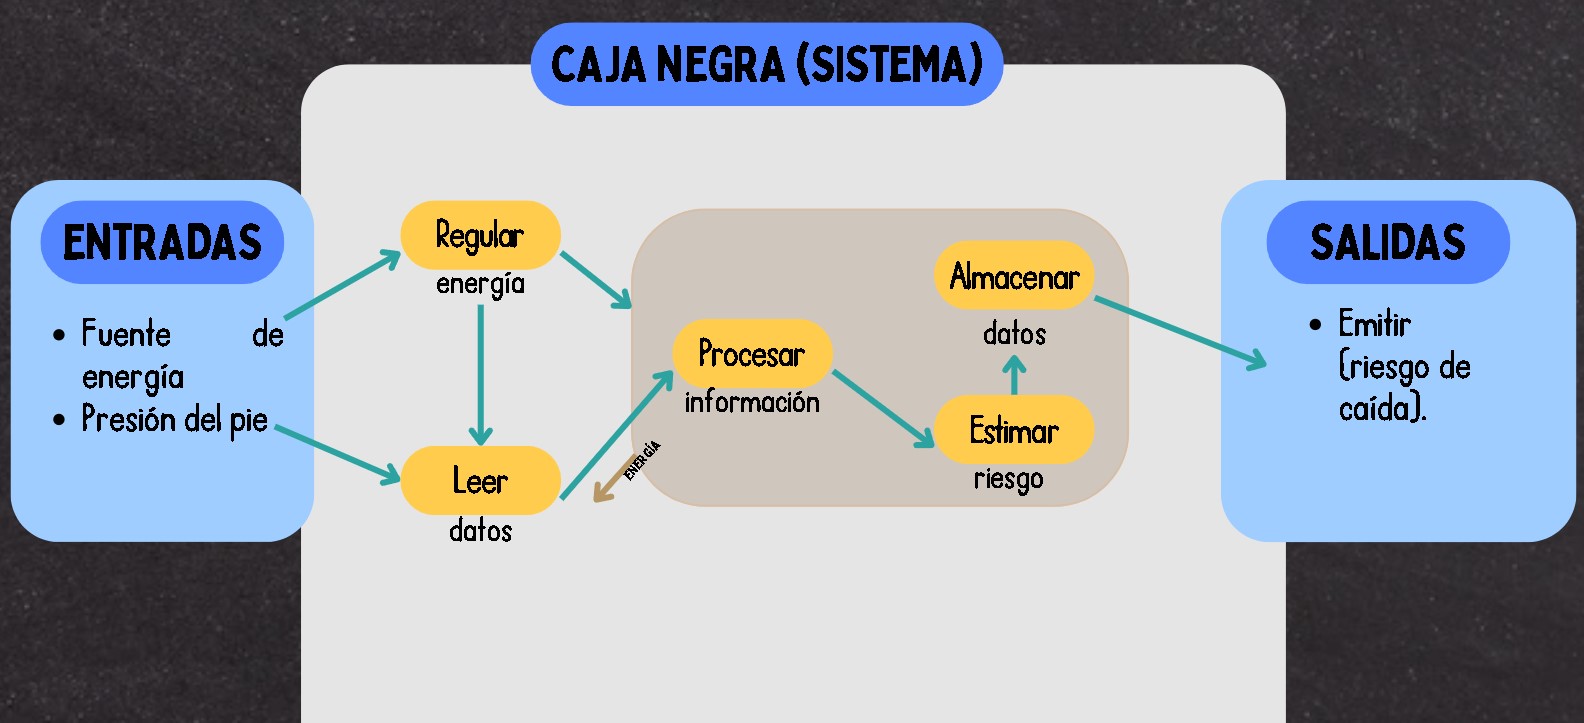 CAJA NEGRA (SISTEMA)
ENTRADAS
Fuente de
energía
Presión del pie
Regular
energía
Leer
datos
ENERGÍA
Procesar
información
Almacenar
datos
Estimar
riesgo
SALIDAS
Emitir
(riesgo de
caída).